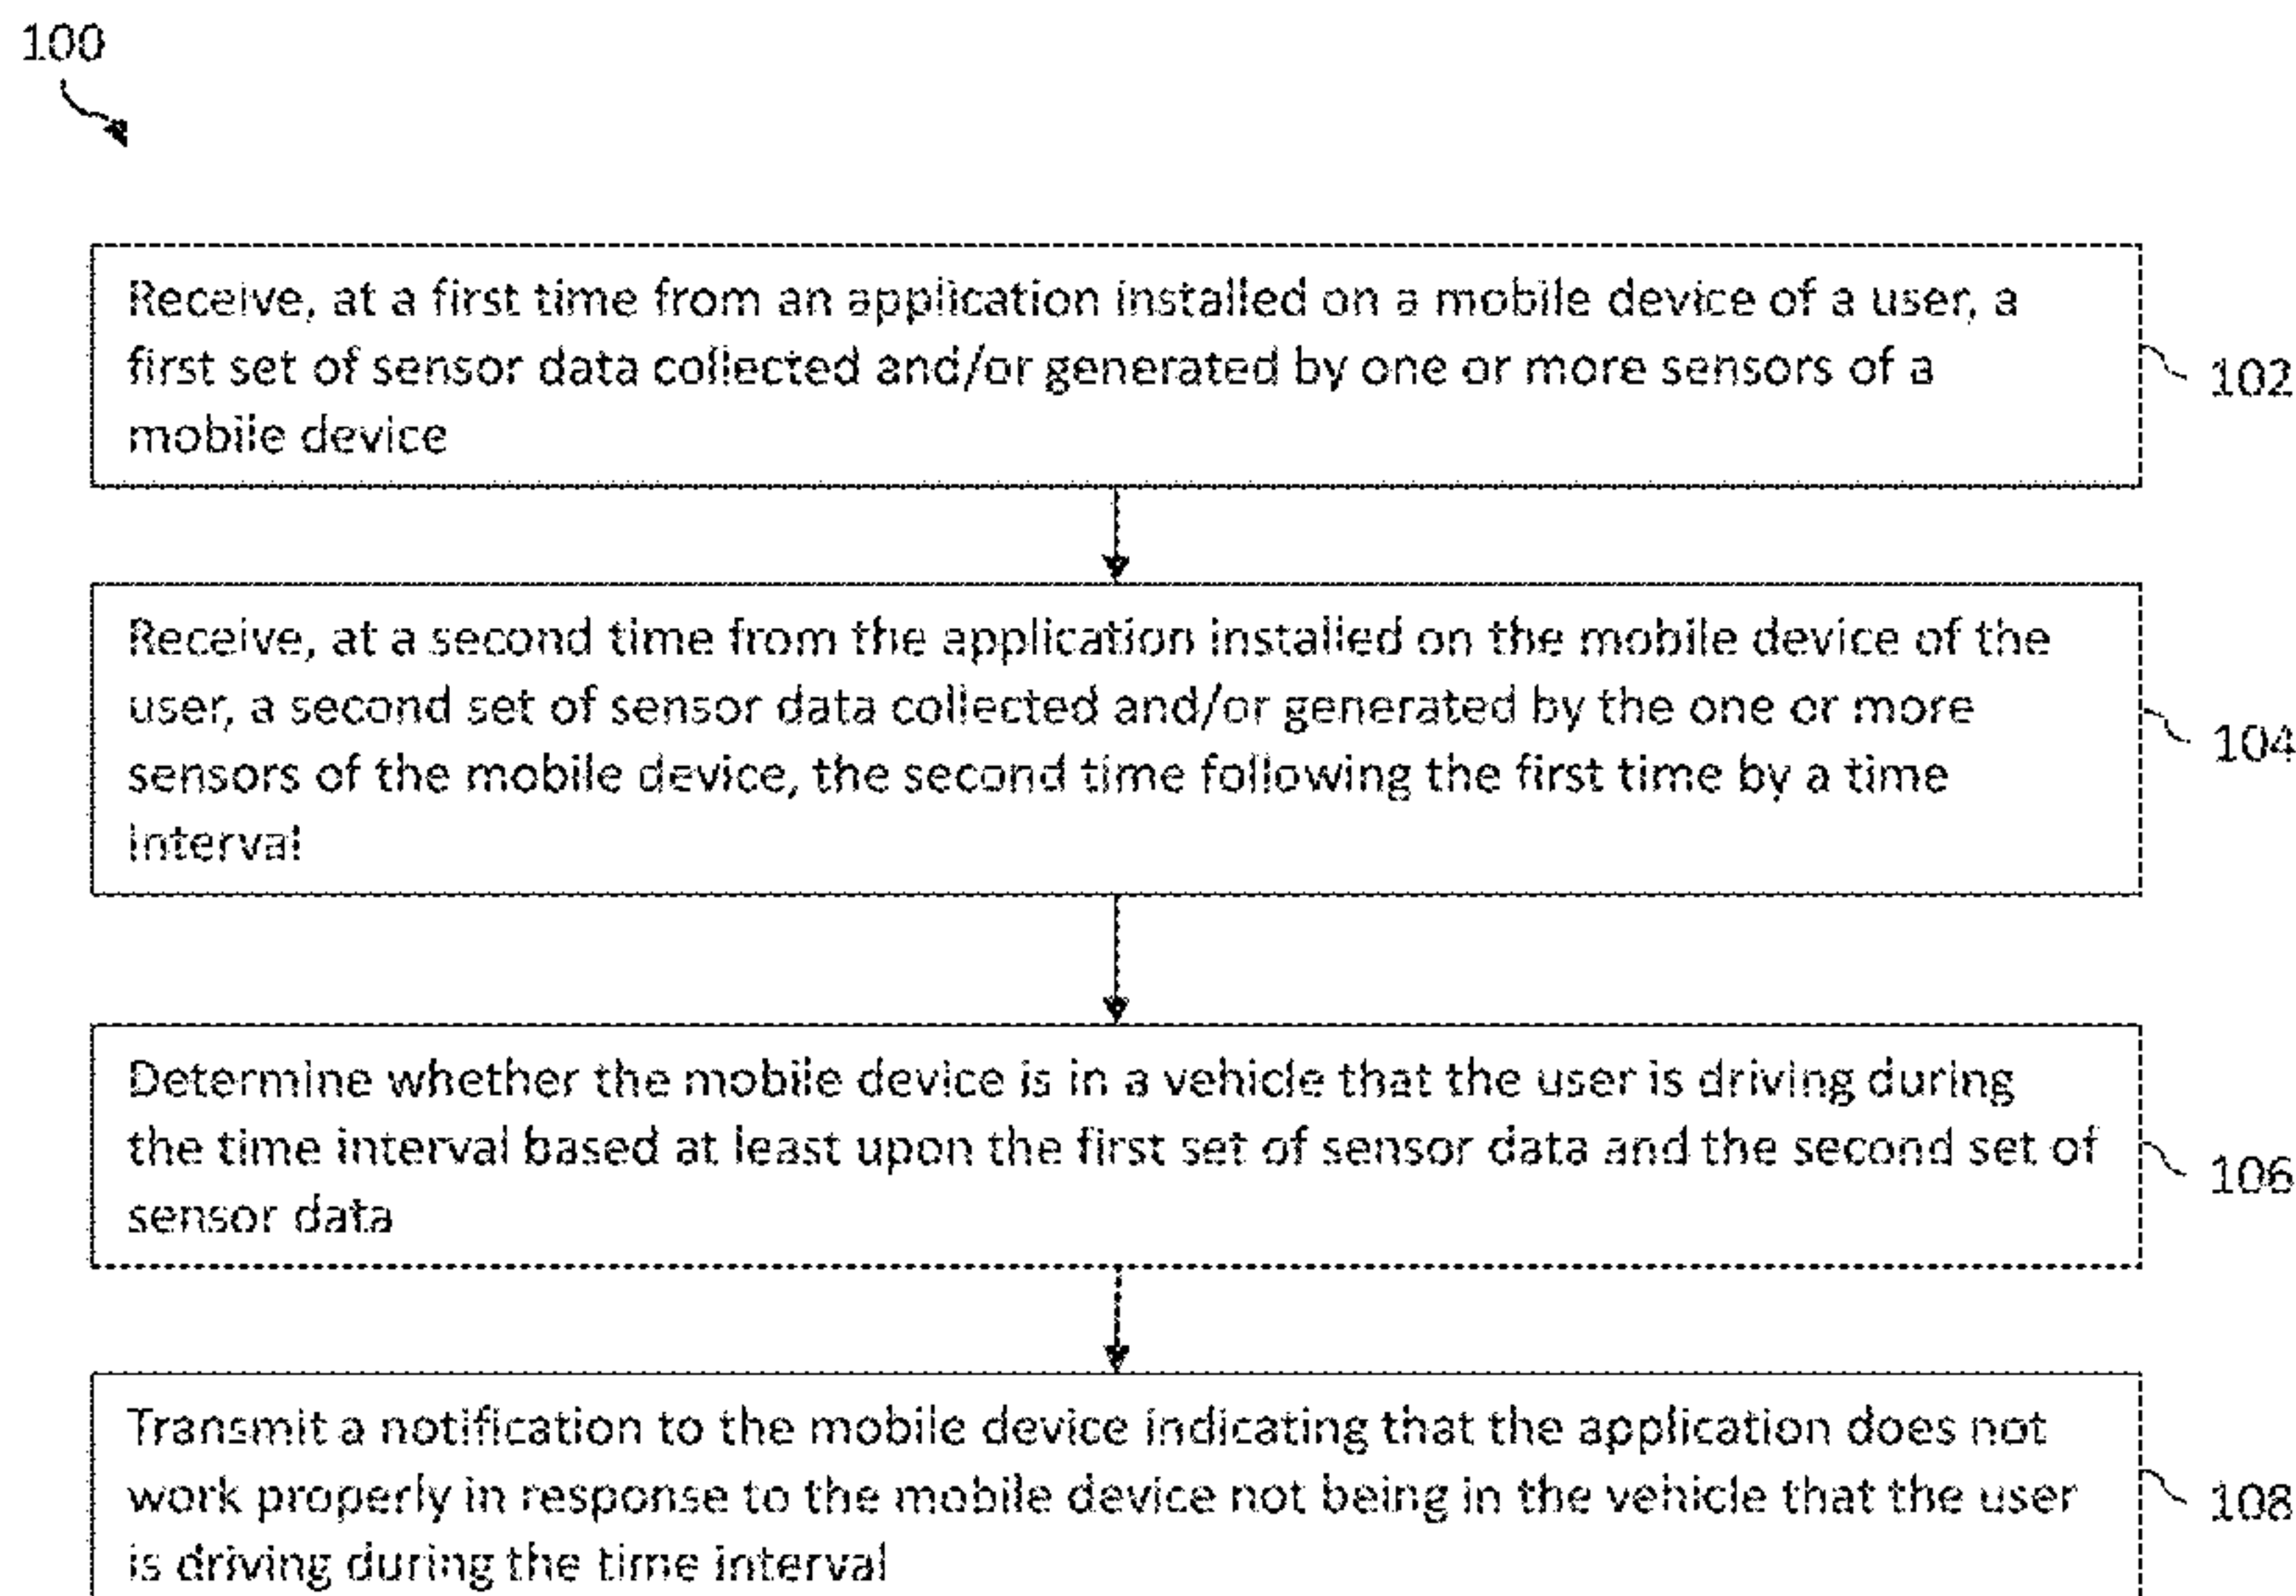 100
Receive, at a first time from an application installed on a mobile device of a user, a
first set of sensor data collected and/or generated by one or more sensors of a
mobile device
102
Receive, at a second time from the application installed on the mobile device of the
user, a second set of sensor data collected and/or generated by the one or more
sensors of the mobile device, the second time following the first time by a time
interval
104
Determine whether the mobile device is in a vehicle that the user is driving during
the time interval based at least upon the first set of sensor data and the second set of
sensor data
106
Transmit a notification to the mobile device indicating that the application does not
work properly in response to the mobile device not being in the vehicle that the user
is driving during the time interval
108